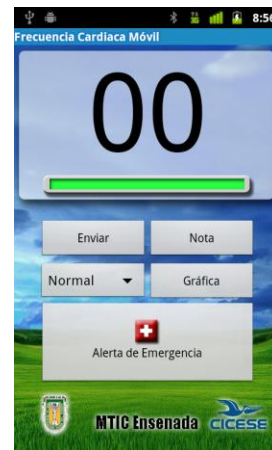 8:56
Frecuencia Cardiaca Móvil
00
Enviar
Nota
Normal
Gráfica
Alerta de Emergencia
MTIC Ensenada
CICESE